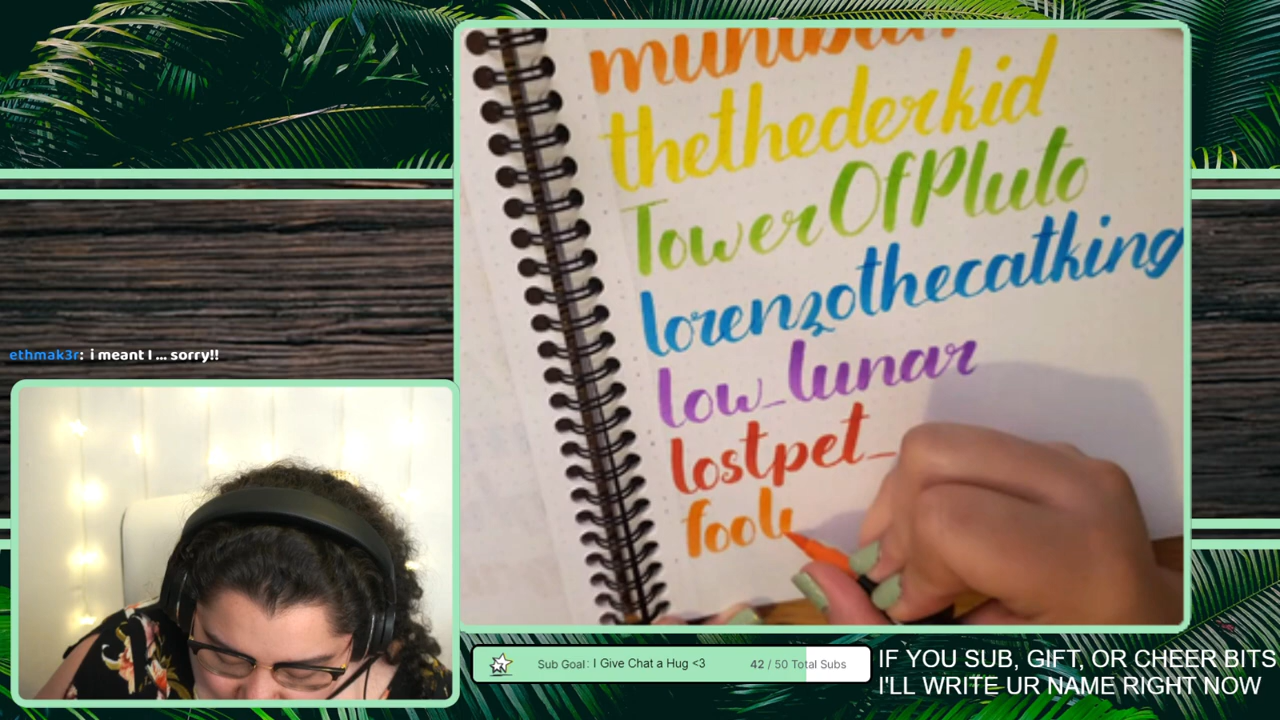 thethederkid
TowerOfPluto
lorenzothecatking
low_lunar
lostpet_
ethmak3r: i meant I ... sorry!!
Sub Goal: I Give Chat a Hug <3
42 / 50 Total Subs
IF YOU SUB, GIFT, OR CHEER BITS
I'LL WRITE UR NAME RIGHT NOW